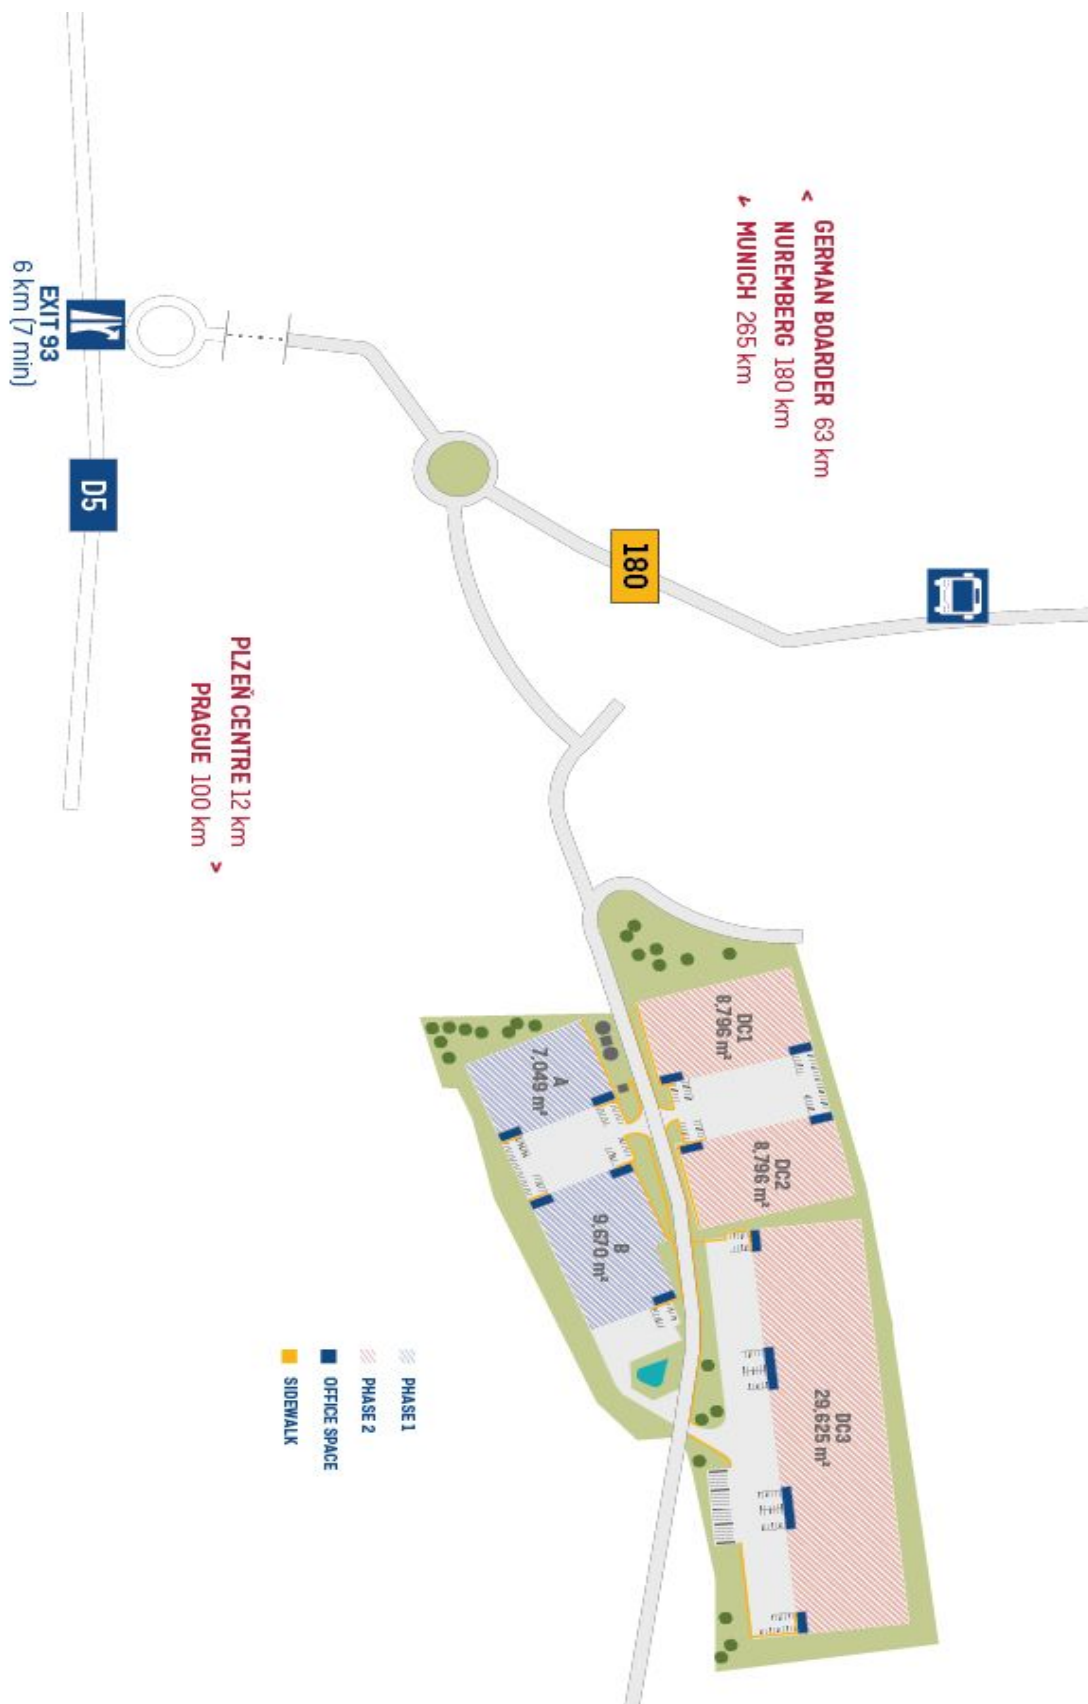 < GERMAN BOARDER 63 km
NUREMBERG 180 km
MUNICH 265 km
180
EXIT 93
6 km (7 min)
D5
PLZEŇ CENTRE 12 km
PRAGUE 100 km >
DC1
8,796 m²
DC2
8,796 m²
DC3
29,625 m²
A
7,049 m²
B
9,670 m²
PHASE 1
PHASE 2
OFFICE SPACE
SIDEWALK